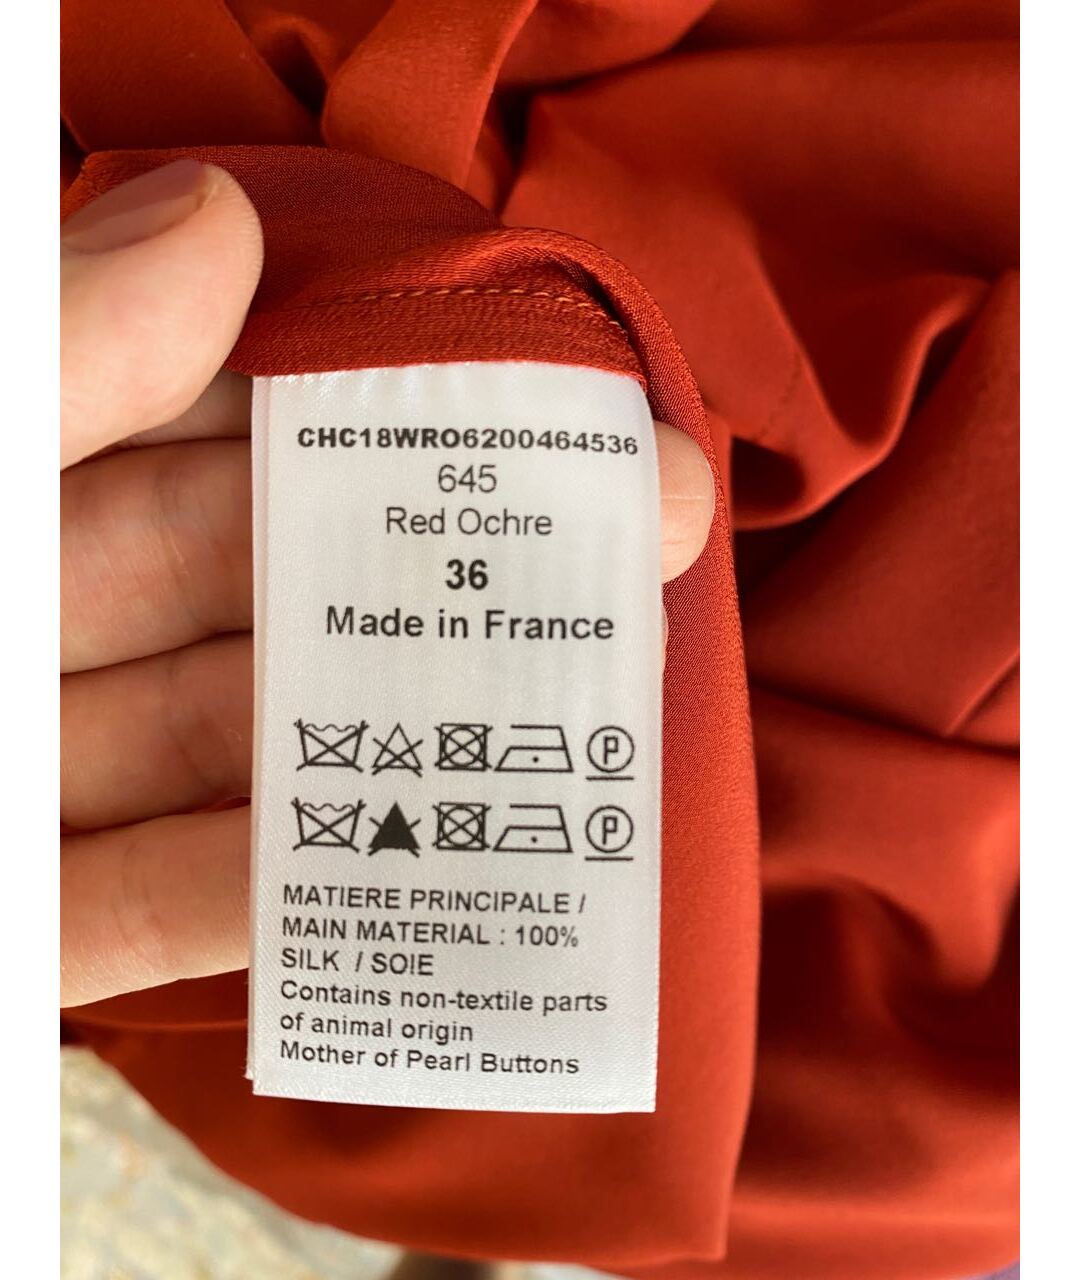 CHC18WRO6200464536
645
Red Ochre
36
Made in France
P
P
MATIERE PRINCIPALE /
MAIN MATERIAL : 100%
SILK / SOIE
Contains non-textile parts
of animal origin
Mother of Pearl Buttons